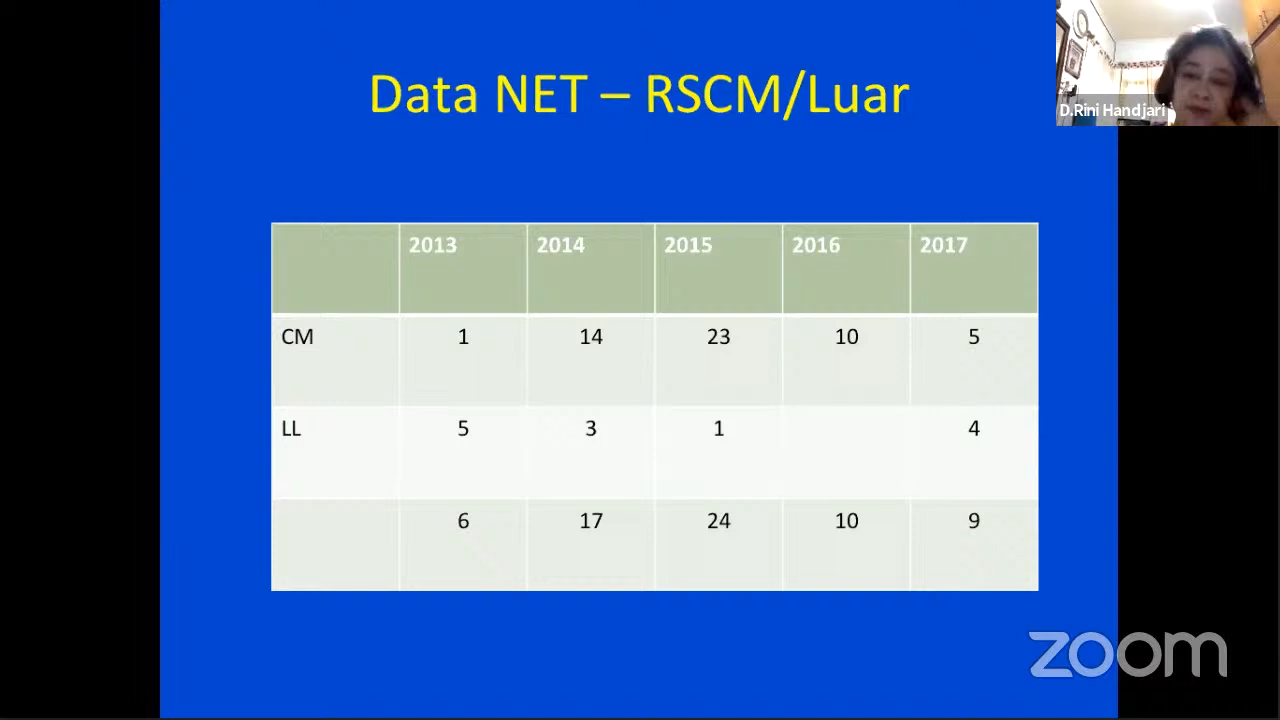 Data NET – RSCM/Luar
D.Rini Handjari
2013 2014 2015 2016 2017
CM 1 14 23 10 5
LL 5 3 1 4
6 17 24 10 9
zoom